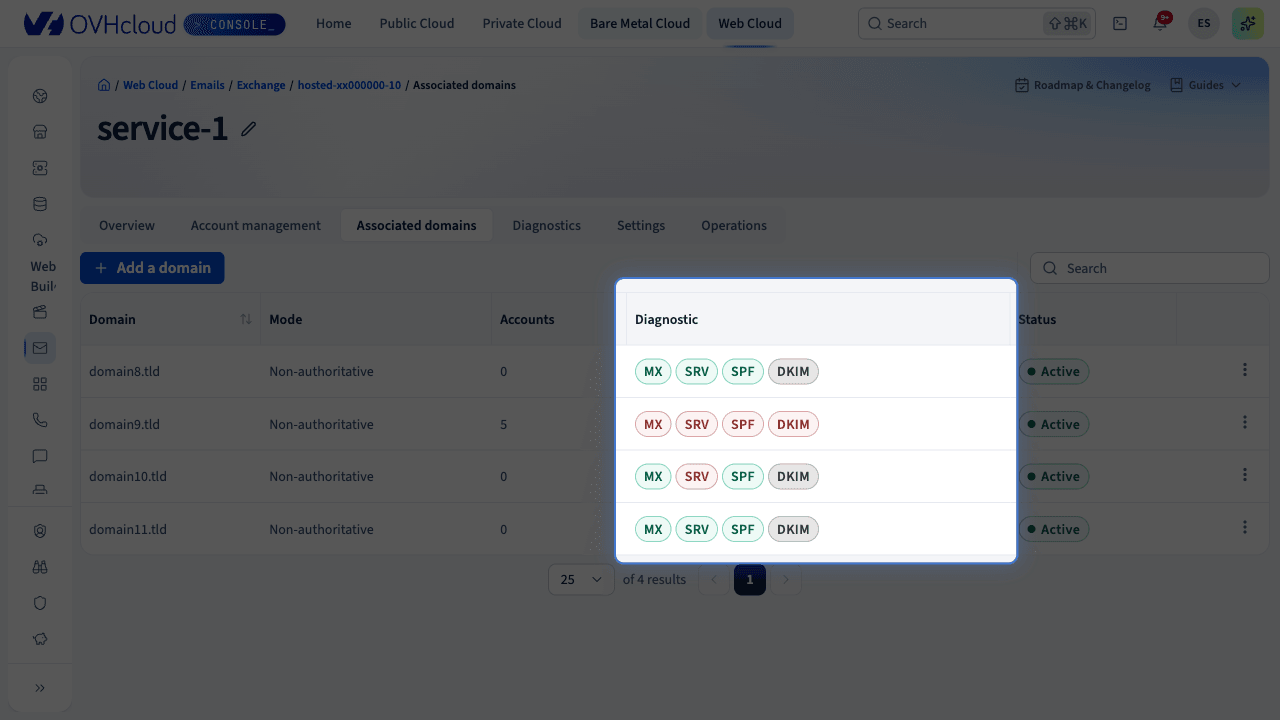 OVHcloud CONSOLE_ Home Public Cloud Private Cloud Bare Metal Cloud Web Cloud Search ⇧⌘K 9+ ES
/ Web Cloud / Emails / Exchange / hosted-xx000000-10 / Associated domains Roadmap & Changelog Guides
service-1
Overview Account management Associated domains Diagnostics Settings Operations
Add a domain Search
Web
Buil
Domain Mode Accounts Diagnostic Status
domain8.tld Non-authoritative 0 MX SRV SPF DKIM Active
domain9.tld Non-authoritative 5 MX SRV SPF DKIM Active
domain10.tld Non-authoritative 0 MX SRV SPF DKIM Active
domain11.tld Non-authoritative 0 MX SRV SPF DKIM Active
25 of 4 results 1